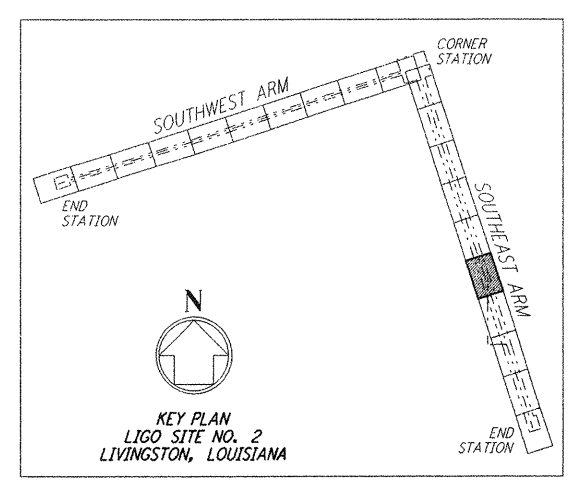 CORNER
STATION
SOUTHWEST ARM
END
STATION
SOUTHEAST ARM
N
KEY PLAN
LIGO SITE NO. 2
LIVINGSTON, LOUISIANA
END
STATION